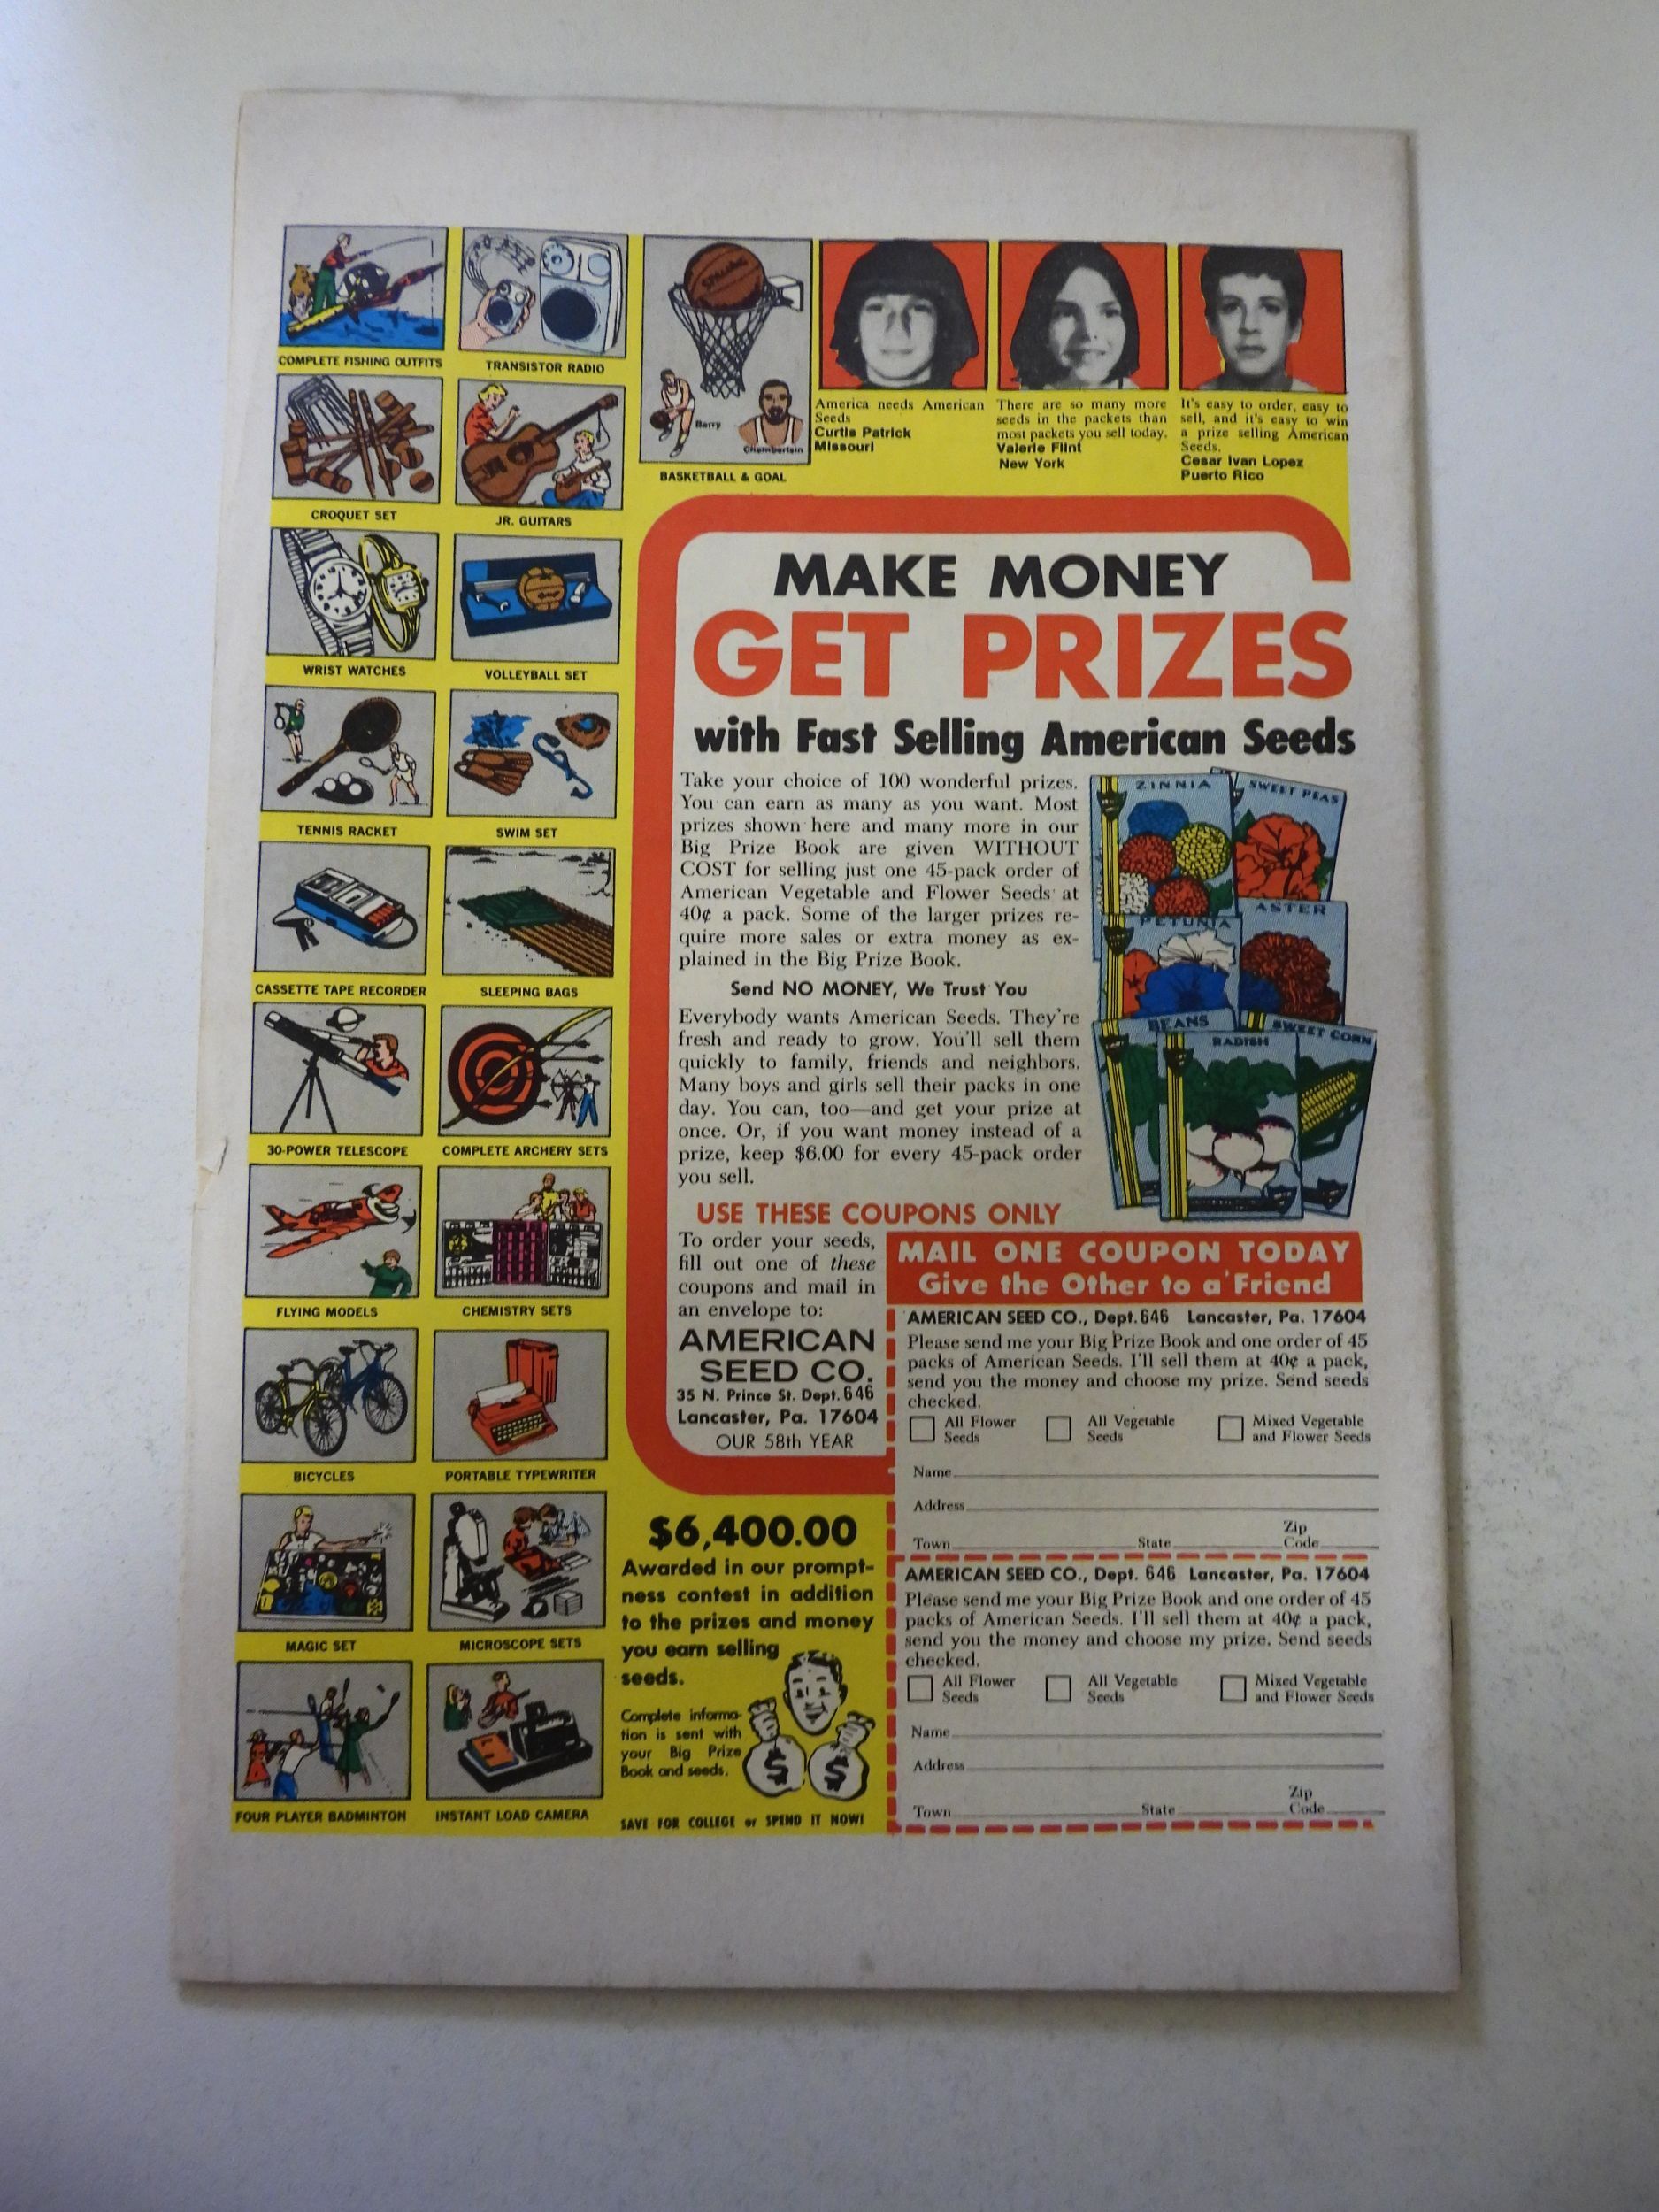 COMPLETE FISHING OUTFITS
TRANSISTOR RADIO
CROQUET SET
JR. GUITARS
WRIST WATCHES
VOLLEYBALL SET
TENNIS RACKET
SWIM SET
CASSETTE TAPE RECORDER
SLEEPING BAGS
30-POWER TELESCOPE
COMPLETE ARCHERY SETS
FLYING MODELS
CHEMISTRY SETS
BICYCLES
PORTABLE TYPEWRITER
MAGIC SET
MICROSCOPE SETS
FOUR PLAYER BADMINTON
INSTANT LOAD CAMERA
SPALDING
Barry
Chamberlain
BASKETBALL & GOAL
America needs American
Seeds
Curtis Patrick
Missouri
There are so many more
seeds in the packets than
most packets you sell today.
Valerie Flint
New York
It's easy to order, easy to
sell, and it's easy to win
a prize selling American
Seeds.
Cesar Ivan Lopez
Puerto Rico
MAKE MONEY
GET PRIZES
with Fast Selling American Seeds
Take your choice of 100 wonderful prizes.
You can earn as many as you want. Most
prizes shown here and many more in our
Big Prize Book are given WITHOUT
COST for selling just one 45-pack order of
American Vegetable and Flower Seeds at
40¢ a pack. Some of the larger prizes re-
quire more sales or extra money as ex-
plained in the Big Prize Book.
Send NO MONEY, We Trust You
Everybody wants American Seeds. They're
fresh and ready to grow. You'll sell them
quickly to family, friends and neighbors.
Many boys and girls sell their packs in one
day. You can, too—and get your prize at
once. Or, if you want money instead of a
prize, keep $6.00 for every 45-pack order
you sell.
ZINNIA
SWEET PEAS
PETUNIA
ASTER
BEANS
RADISH
SWEET CORN
USE THESE COUPONS ONLY
To order your seeds,
fill out one of these
coupons and mail in
an envelope to:
AMERICAN
SEED CO.
35 N. Prince St. Dept. 646
Lancaster, Pa. 17604
OUR 58th YEAR
MAIL ONE COUPON TODAY
Give the Other to a Friend
AMERICAN SEED CO., Dept. 646 Lancaster, Pa. 17604
Please send me your Big Prize Book and one order of 45
packs of American Seeds. I'll sell them at 40¢ a pack,
send you the money and choose my prize. Send seeds
checked.
All Flower
Seeds
All Vegetable
Seeds
Mixed Vegetable
and Flower Seeds
Name
Address
Town State Zip Code
AMERICAN SEED CO., Dept. 646 Lancaster, Pa. 17604
Please send me your Big Prize Book and one order of 45
packs of American Seeds. I'll sell them at 40¢ a pack,
send you the money and choose my prize. Send seeds
checked.
All Flower
Seeds
All Vegetable
Seeds
Mixed Vegetable
and Flower Seeds
Name
Address
Town State Zip Code
$6,400.00
Awarded in our prompt-
ness contest in addition
to the prizes and money
you earn selling
seeds.
Complete informa-
tion is sent with
your Big Prize
Book and seeds.
$ $
SAVE FOR COLLEGE or SPEND IT NOW!